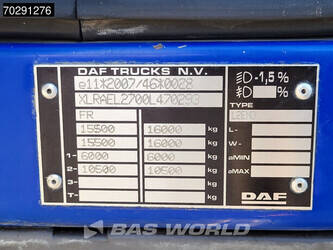 70291276
DAF TRUCKS N.V.
e11*2007/46*0028
XLRAEL2700L470293
FR
15500 16000 kg
15500 16000 kg
1- 6000 6000 kg
2- 10500 10500 kg
3- kg
T- kg
-1,5 %
%
TYPE
L-
W-
aMIN
aMAX
DAF
BAS WORLD